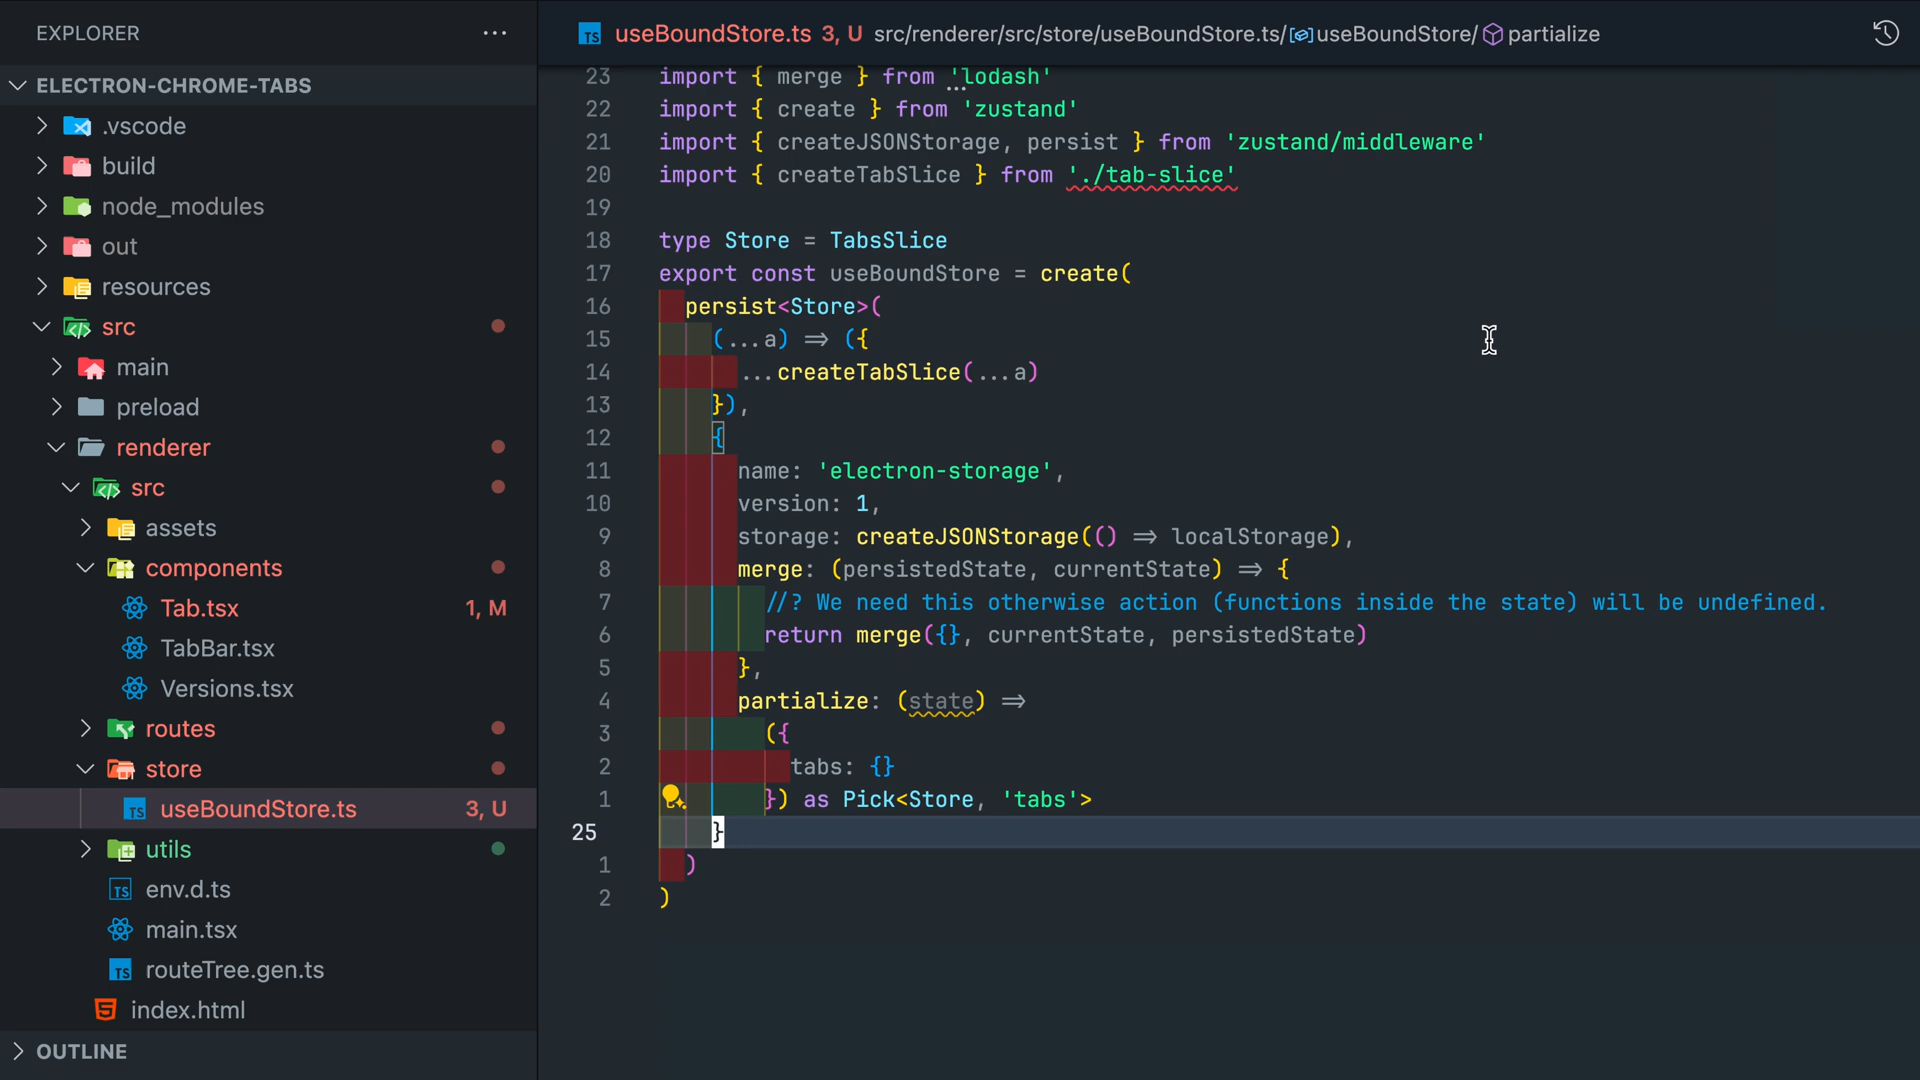 EXPLORER
ELECTRON-CHROME-TABS
.vscode
build
node_modules
out
resources
src
main
preload
renderer
src
assets
components
Tab.tsx 1, M
TabBar.tsx
Versions.tsx
routes
store
useBoundStore.ts 3, U
utils
env.d.ts
main.tsx
routeTree.gen.ts
index.html
OUTLINE
useBoundStore.ts 3, U src/renderer/src/store/useBoundStore.ts/useBoundStore/partialize
23 import { merge } from 'lodash'
22 import { create } from 'zustand'
21 import { createJSONStorage, persist } from 'zustand/middleware'
20 import { createTabSlice } from './tab-slice'
19
18 type Store = TabsSlice
17 export const useBoundStore = create(
16 persist<Store>(
15 (...a) => ({
14 ...createTabSlice(...a)
13 }),
12 {
11 name: 'electron-storage',
10 version: 1,
9 storage: createJSONStorage(() => localStorage),
8 merge: (persistedState, currentState) => {
7 //? We need this otherwise action (functions inside the state) will be undefined.
6 return merge({}, currentState, persistedState)
5 },
4 partialize: (state) =>
3 ({
2 tabs: {}
1 }) as Pick<Store, 'tabs'>
25 }
1 )
2 )